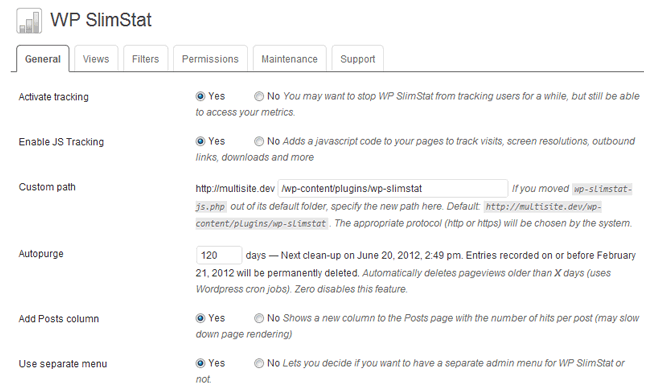 WP SlimStat
General Views Filters Permissions Maintenance Support
Activate tracking Yes No You may want to stop WP SlimStat from tracking users for a while, but still be able
to access your metrics.
Enable JS Tracking Yes No Adds a javascript code to your pages to track visits, screen resolutions, outbound
links, downloads and more
Custom path http://multisite.dev /wp-content/plugins/wp-slimstat If you moved wp-slimstat-
js.php out of its default folder, specify the new path here. Default: http://multisite.dev/wp-
content/plugins/wp-slimstat. The appropriate protocol (http or https) will be chosen by the system.
Autopurge 120 days — Next clean-up on June 20, 2012, 2:49 pm. Entries recorded on or before February
21, 2012 will be permanently deleted. Automatically deletes pageviews older than X days (uses
Wordpress cron jobs). Zero disables this feature.
Add Posts column Yes No Shows a new column to the Posts page with the number of hits per post (may slow
down page rendering)
Use separate menu Yes No Lets you decide if you want to have a separate admin menu for WP SlimStat or
not.